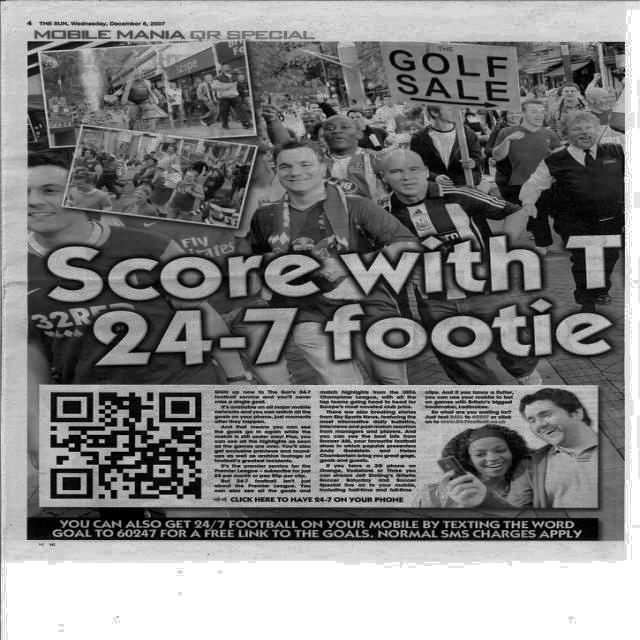 4 THE SUN, Wednesday, December 5, 2007
MOBILE MANIA QR SPECIAL
THE
GOLF
SALE
Fly
Emirates
32RED
Score with T
24-7 footie
SIGN up now to The Sun's 24-7
football service and you'll never
miss a single goal.
It's available on all major mobile
networks and you can watch all the
goals on your phone, just moments
after they happen.
And that means you can see
the goals go in again while the
match is still under way! Plus, you
can see all the highlights as soon
as the games are over. You'll also
get exclusive previews and round-
ups as well as archive footage of
football's greatest incidents.
It's the premier service for the
Premier League – subscribe for just
£5 per month or pay 50p per clip.
But 24-7 football isn't just
about the Premier League. You
can also see all the goals and
match highlights from the UEFA
Champions League, with all the
top teams going head to head for
Europe's most coveted club prize.
There are also breaking stories
from Sky Sports News, featuring the
most informative daily bulletins,
interviews and post-match reaction
from managers and players. And
you can see the best bits from
Soccer AM, your favourite football
show in which popular presenters
Andy Goldstein and Helen
Chamberlain bring you great gags,
goals and guests.
If you have a 3G phone on
Orange, Vodafone or Three you
can stream Jeff Stelling's Gillette
Soccer Saturday and Soccer
Special live on to your mobile,
including half-time and full-time
clips. And if you fancy a flutter,
you can use your mobile to bet
on games with Britain's biggest
bookmaker, Ladbrokes.
So what are you waiting for?
Just text GOAL to 60247 or click
on to www.247football.co.uk
CLICK HERE TO HAVE 24-7 ON YOUR PHONE
YOU CAN ALSO GET 24/7 FOOTBALL ON YOUR MOBILE BY TEXTING THE WORD
GOAL TO 60247 FOR A FREE LINK TO THE GOALS. NORMAL SMS CHARGES APPLY